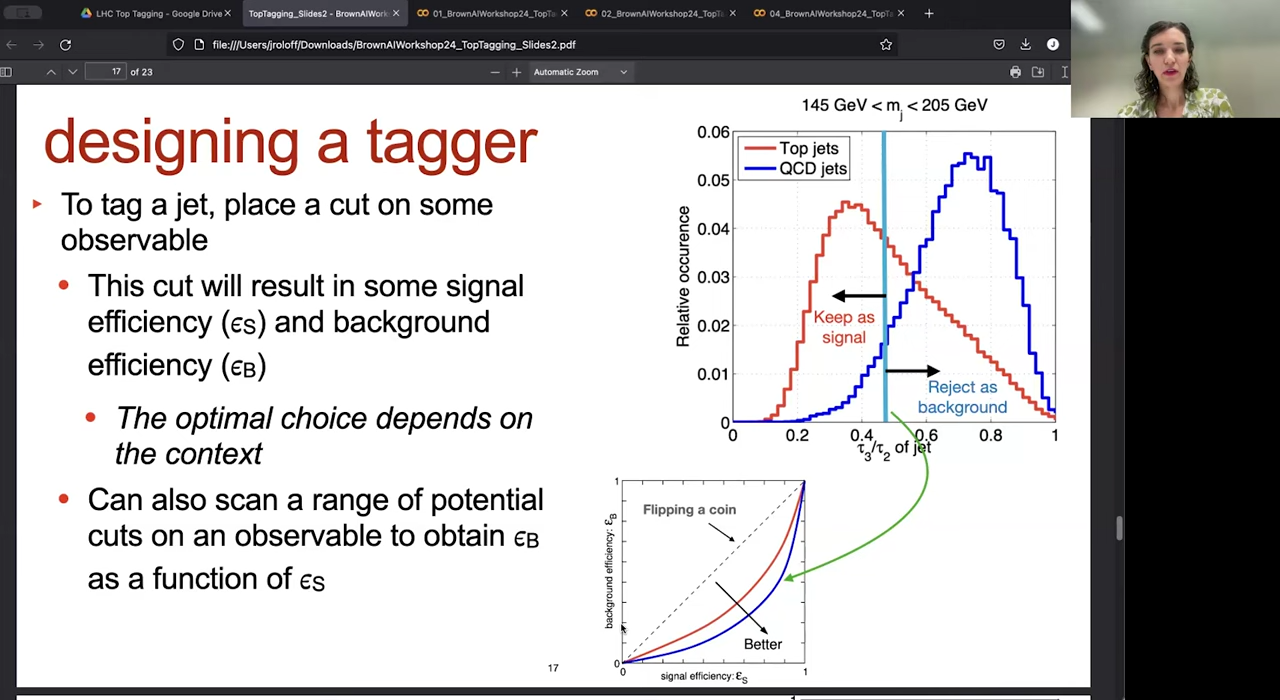 LHC Top Tagging - Google Drive
TopTagging_Slides2 - BrownAIWorks
01_BrownAIWorkshop24_TopTa
02_BrownAIWorkshop24_TopTa
04_BrownAIWorkshop24_TopTa
file:///Users/jroloff/Downloads/BrownAIWorkshop24_TopTagging_Slides2.pdf
J
17 of 23
Automatic Zoom
designing a tagger
To tag a jet, place a cut on some
observable
This cut will result in some signal
efficiency (ϵS) and background
efficiency (ϵB)
The optimal choice depends on
the context
Can also scan a range of potential
cuts on an observable to obtain ϵB
as a function of ϵS
145 GeV < mj < 205 GeV
Top jets
QCD jets
Relative occurence
0.06
0.05
0.04
0.03
0.02
0.01
0
Keep as
signal
Reject as
background
0 0.2 0.4 0.6 0.8 1
τ3/τ2 of jet
1
Flipping a coin
background efficiency: εB
Better
0
0 1
signal efficiency: εS
17